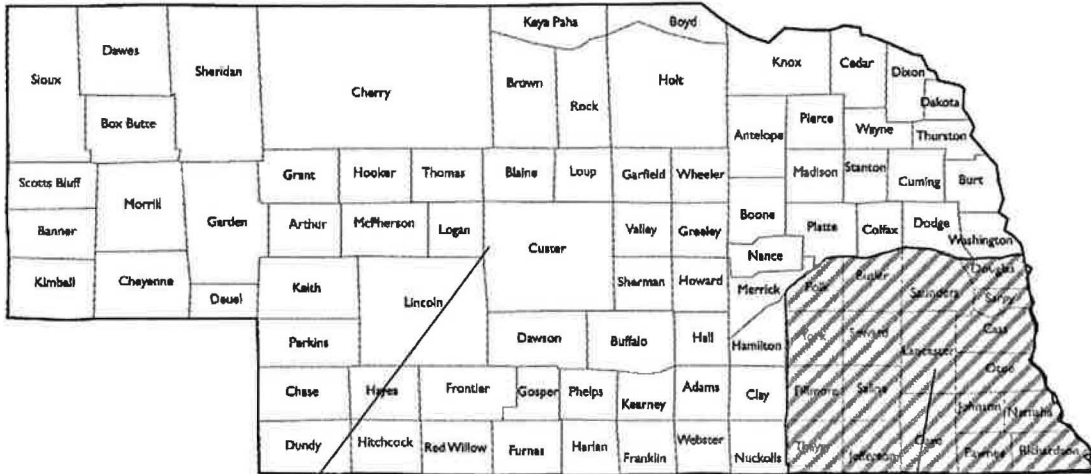 Keya Paha Boyd
Dawes Knox Cedar
Sioux Sheridan Cherry Brown Rock Holt Dixon
Dakota
Box Butte Antelope Pierce Wayne Thurston
Scotts Bluff Grant Hooker Thomas Blaine Loup Garfield Wheeler Madison Stanton Cuming Burt
Morrill Garden
Banner Arthur McPherson Logan Custer Valley Greeley Boone Platte Colfax Dodge Washington
Nance
Kimball Cheyenne Deuel Keith Lincoln Sherman Howard Merrick Polk Butler Saunders Douglas
Sarpy
Perkins Dawson Buffalo Hall Hamilton York Seward Lancaster Cass
Otoe
Chase Hayes Frontier Gosper Phelps Kearney Adams Clay Fillmore Saline Johnson Nemaha
Dundy Hitchcock Red Willow Furnas Harlan Franklin Webster Nuckolls Thayer Jefferson Gage Pawnee Richardson